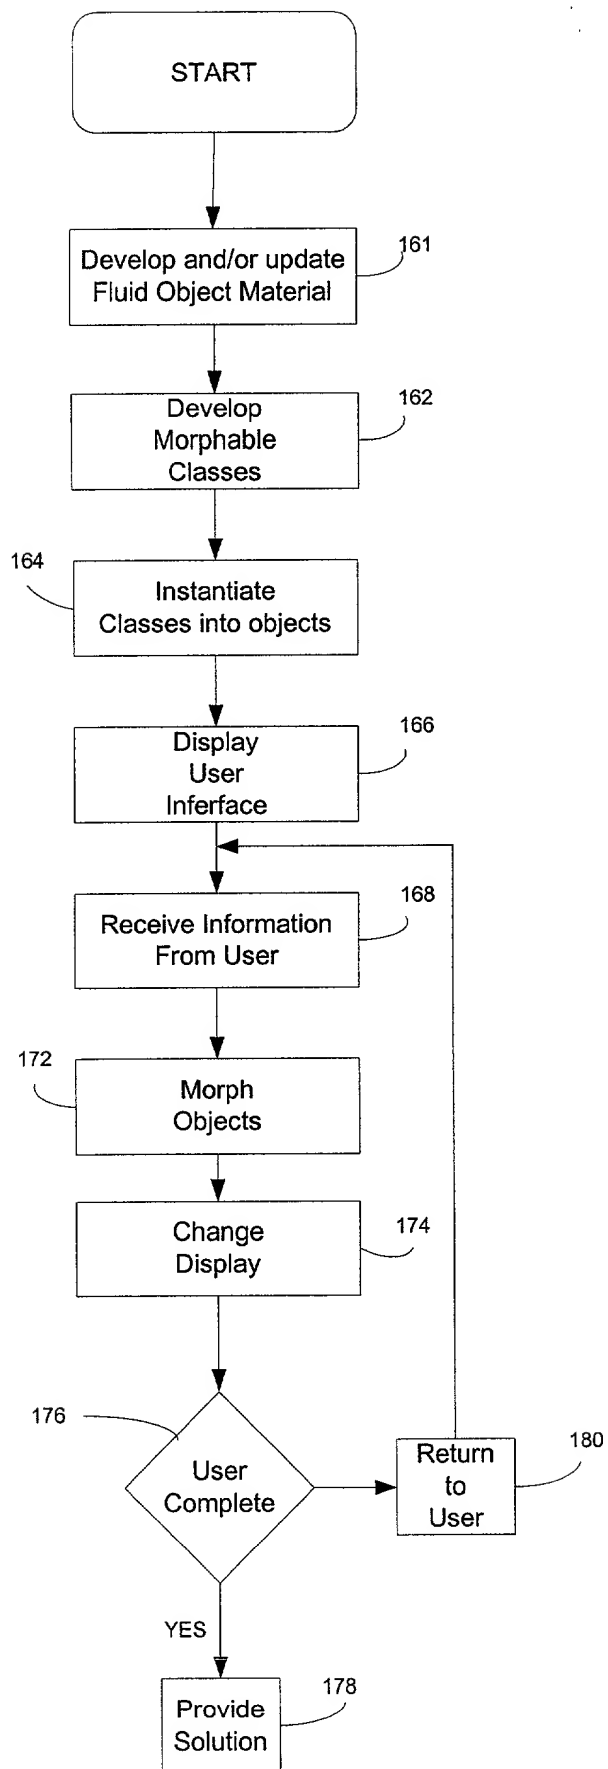 START
161
Develop and/or update
Fluid Object Material
162
Develop
Morphable
Classes
164
Instantiate
Classes into objects
166
Display
User
Inferface
168
Receive Information
From User
172
Morph
Objects
174
Change
Display
176
User
Complete
180
Return
to
User
YES
178
Provide
Solution